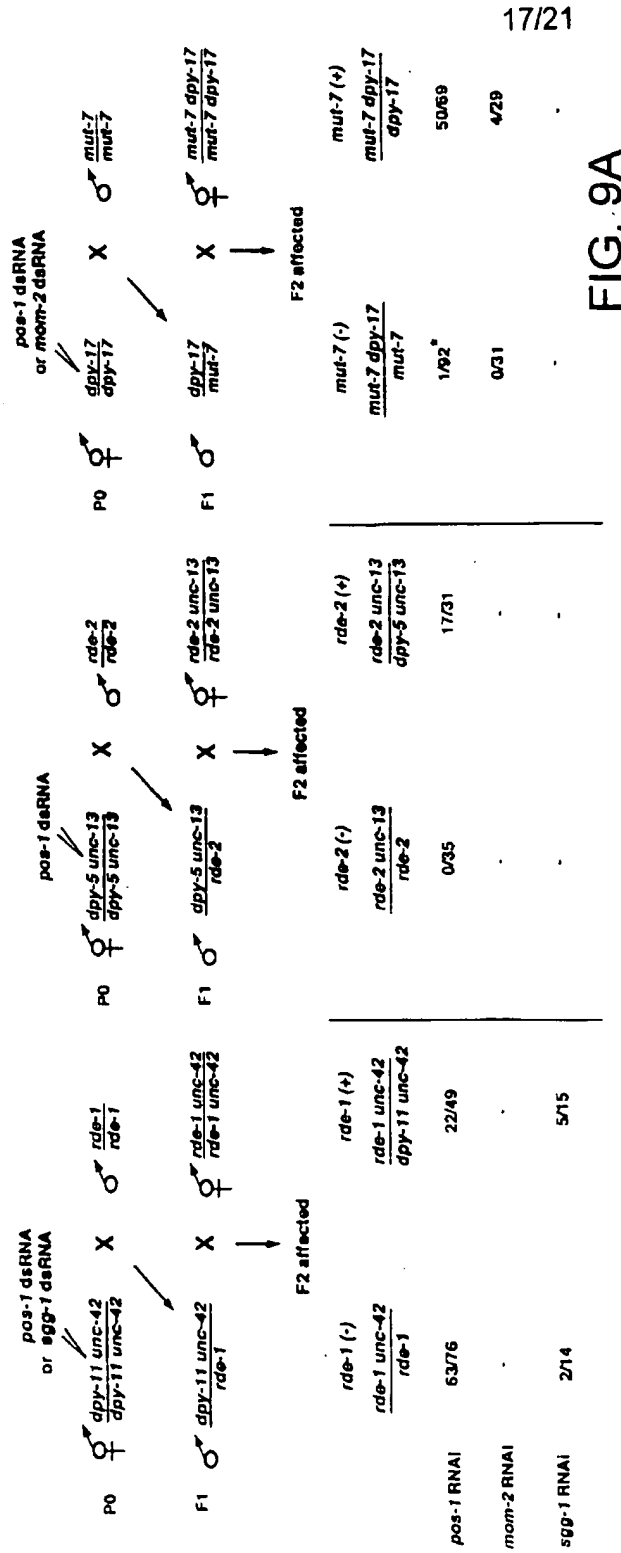 17/21
pos-1 dsRNA
or sgg-1 dsRNA
P0 dpy-11 unc-42 X rde-1
dpy-11 unc-42 rde-1
F1 dpy-11 unc-42 X rde-1 unc-42
rde-1 rde-1 unc-42
F2 affected
pos-1 dsRNA
P0 dpy-5 unc-13 X rde-2
dpy-5 unc-13 rde-2
F1 dpy-5 unc-13 X rde-2 unc-13
rde-2 rde-2 unc-13
F2 affected
pos-1 dsRNA
or mom-2 dsRNA
P0 dpy-17 X mut-7
dpy-17 mut-7
F1 dpy-17 X mut-7 dpy-17
mut-7 mut-7 dpy-17
F2 affected
rde-1 (-) rde-1 (+) rde-2 (-) rde-2 (+) mut-7 (-) mut-7 (+)
rde-1 unc-42 rde-1 unc-42 rde-2 unc-13 rde-2 unc-13 mut-7 dpy-17 mut-7 dpy-17
rde-1 dpy-11 unc-42 rde-2 dpy-5 unc-13 mut-7 dpy-17
pos-1 RNAi 63/76 22/49 0/35 17/31 1/92* 50/69
mom-2 RNAi - - - - 0/31 4/29
sgg-1 RNAi 2/14 5/15 - - - -
FIG. 9A